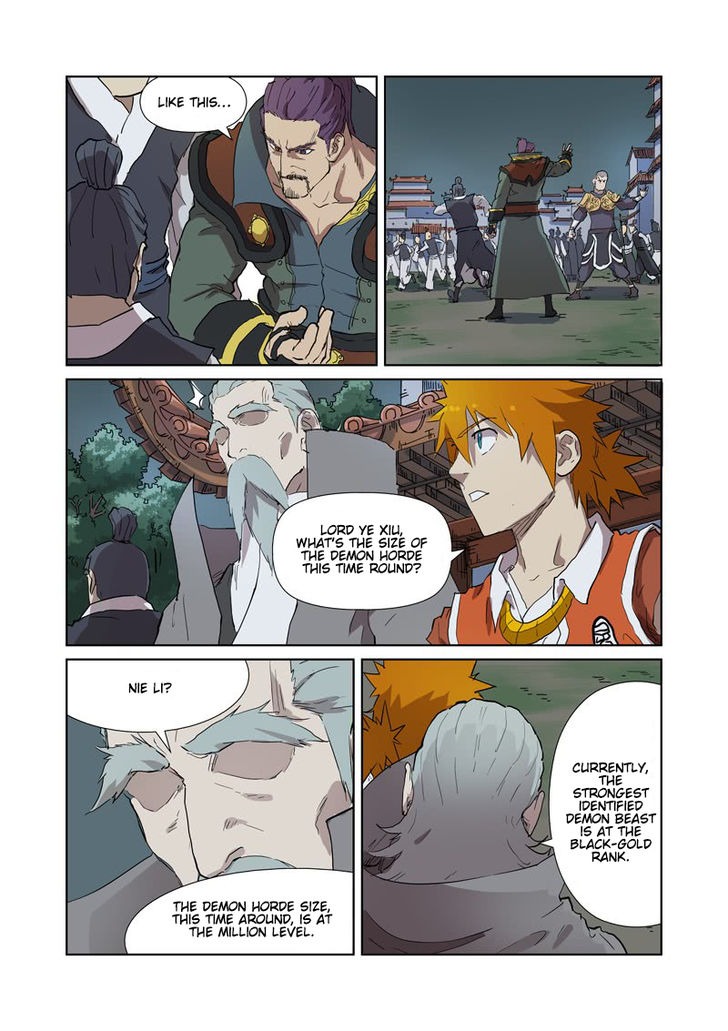 LIKE THIS...
LORD YE XIU,
WHAT'S THE SIZE OF
THE DEMON HORDE
THIS TIME ROUND?
NIE LI?
THE DEMON HORDE SIZE,
THIS TIME AROUND, IS AT
THE MILLION LEVEL.
CURRENTLY,
THE
STRONGEST
IDENTIFIED
DEMON BEAST
IS AT THE
BLACK-GOLD
RANK.